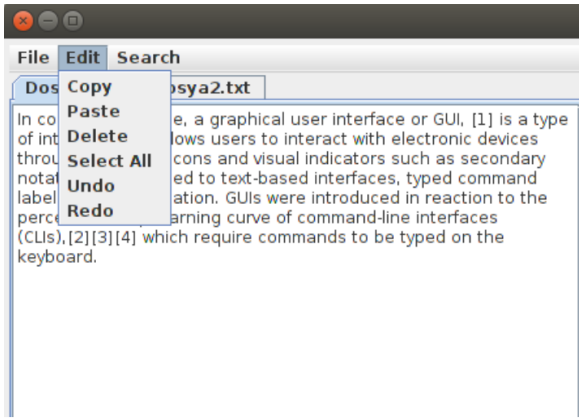 File Edit Search
Dos osya2.txt
Copy
Paste
Delete
Select All
Undo
Redo
In co e, a graphical user interface or GUI, [1] is a type
of int lows users to interact with electronic devices
throu cons and visual indicators such as secondary
notat ed to text-based interfaces, typed command
label ation. GUIs were introduced in reaction to the
perce arning curve of command-line interfaces
(CLIs),[2][3][4] which require commands to be typed on the
keyboard.